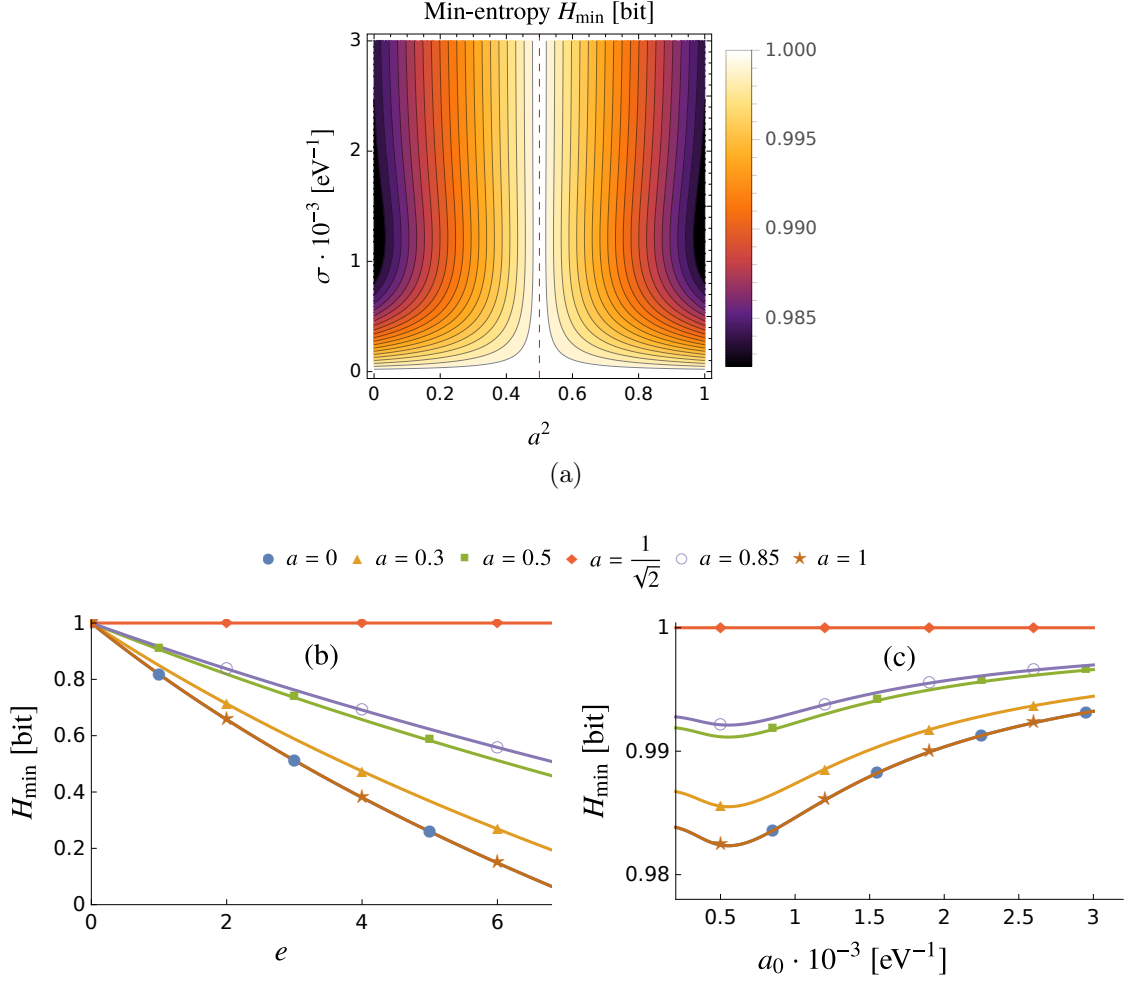 Min-entropy H_min [bit]
σ · 10⁻³ [eV⁻¹]
3
2
1
0
0 0.2 0.4 0.6 0.8 1
a²
1.000
0.995
0.990
0.985
(a)
a = 0 a = 0.3 a = 0.5 a = 1/√2 a = 0.85 a = 1
(b)
H_min [bit]
1
0.8
0.6
0.4
0.2
0
0 2 4 6
e
(c)
H_min [bit]
1
0.99
0.98
0.5 1 1.5 2 2.5 3
a₀ · 10⁻³ [eV⁻¹]